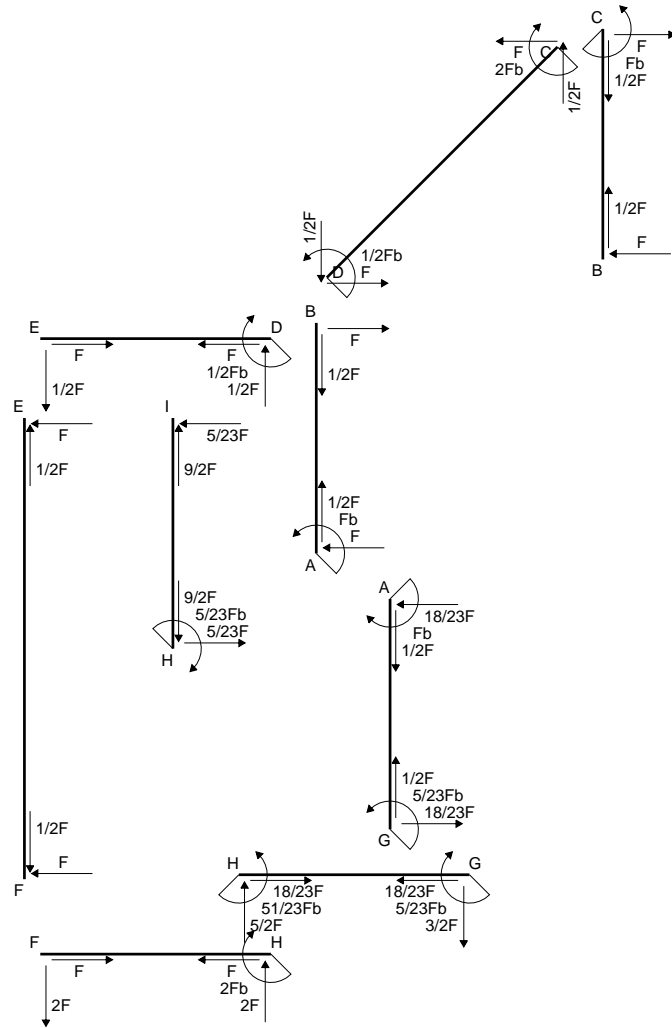 C
F
Fb
1/2F
1/2F
F
B
F
C
2Fb
1/2F
1/2F
1/2Fb
D
F
E
D
F
F
1/2Fb
1/2F
1/2F
B
F
1/2F
1/2F
Fb
F
A
E
F
1/2F
1/2F
F
F
I
5/23F
9/2F
9/2F
5/23Fb
5/23F
H
A
18/23F
Fb
1/2F
1/2F
5/23Fb
18/23F
G
H
G
18/23F
18/23F
51/23Fb
5/23Fb
5/2F
3/2F
F
H
F
F
2Fb
2F
2F